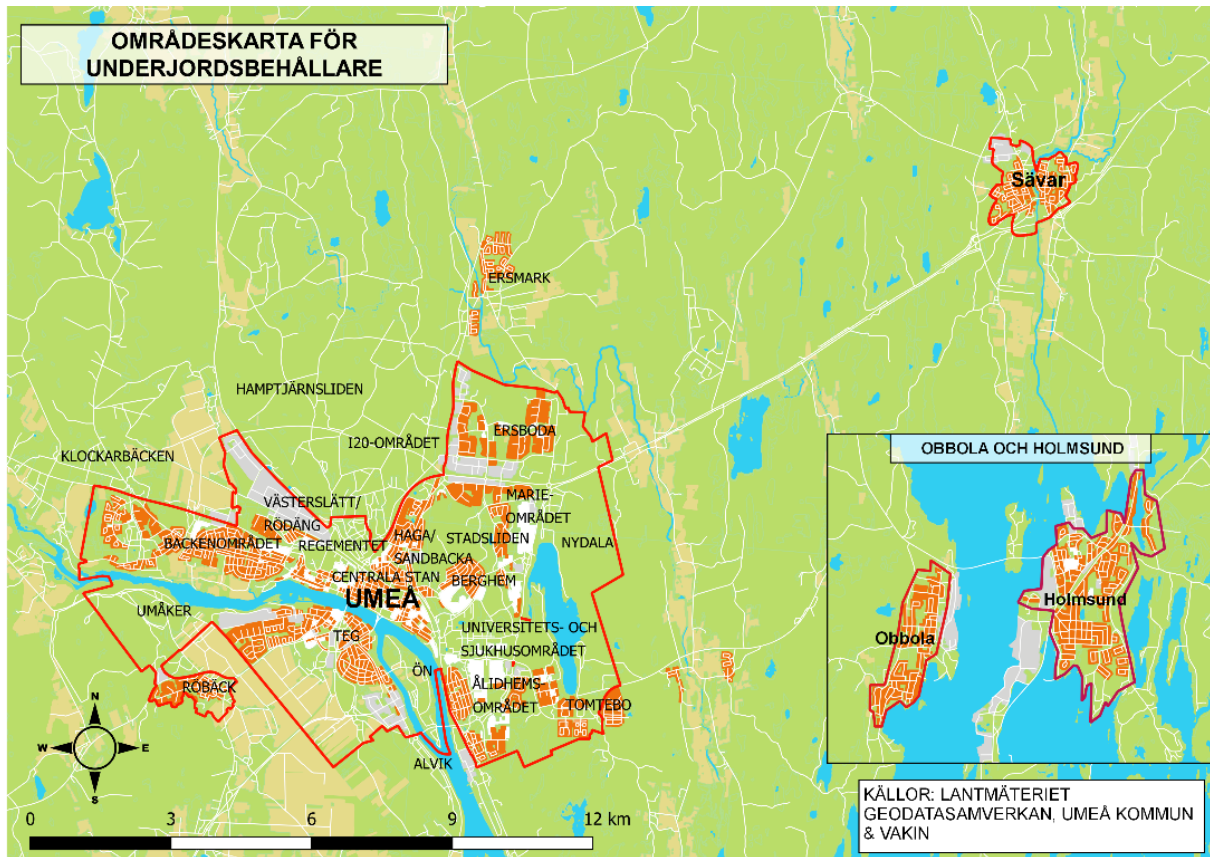 OMRÅDESKARTA FÖR
UNDERJORDSBEHÅLLARE
Sävar
ERSMARK
HAMPTJÄRNSLIDEN
I20-OMRÅDET
ERSBODA
KLOCKARBÄCKEN
VÄSTERSLÄTT/
RÖDÄNG
MARIE-
OMRÅDET
BACKENOMRÅDET
REGEMENTET
HAGA/
SANDBACKA
STADSLIDEN
NYDALA
CENTRALA STAN
BERGHEM
UMEÅ
UMÅKER
TEG
UNIVERSITETS- OCH
SJUKHUSOMRÅDET
ÖN
RÖBÄCK
ÅLIDHEMS-
OMRÅDET
TOMTEBO
ALVIK
N
W
E
S
0 3 6 9 12 km
OBBOLA OCH HOLMSUND
Holmsund
Obbola
KÄLLOR: LANTMÄTERIET
GEODATASAMVERKAN, UMEÅ KOMMUN
& VAKIN